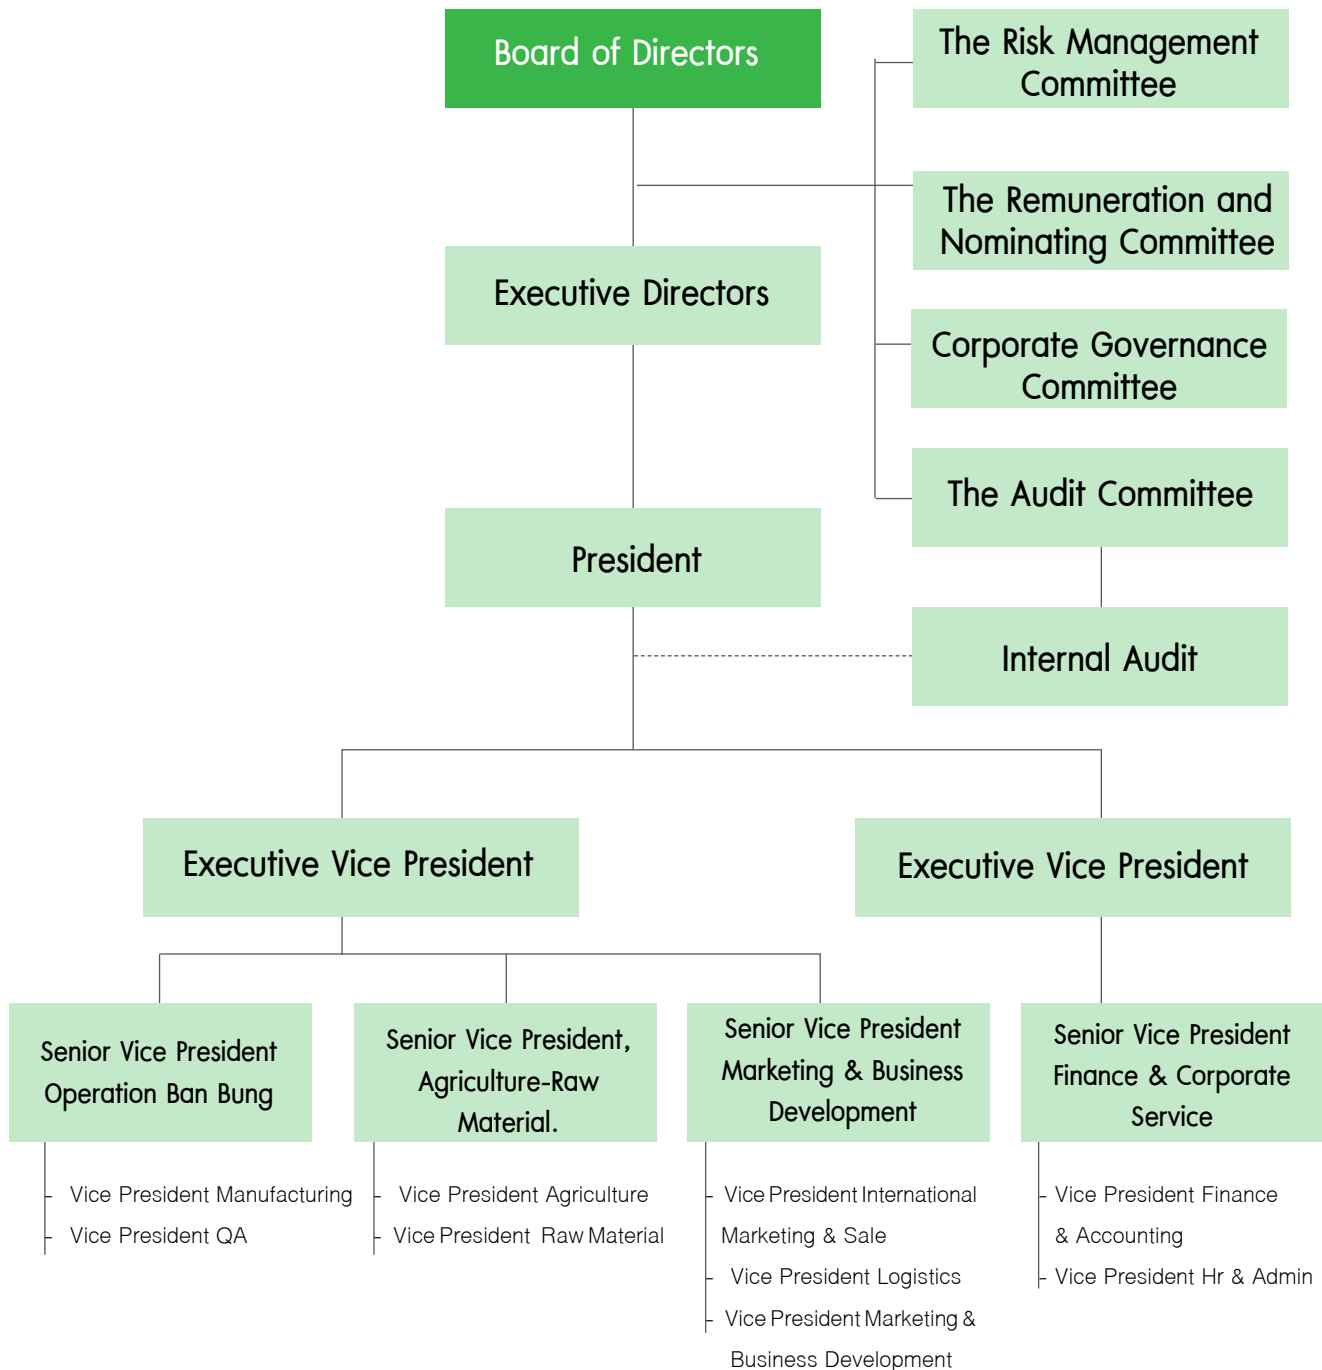 Board of Directors
The Risk Management
Committee
The Remuneration and
Nominating Committee
Executive Directors
Corporate Governance
Committee
The Audit Committee
President
Internal Audit
Executive Vice President
Executive Vice President
Senior Vice President
Operation Ban Bung
Senior Vice President,
Agriculture-Raw
Material.
Senior Vice President
Marketing & Business
Development
Senior Vice President
Finance & Corporate
Service
- Vice President Manufacturing
- Vice President QA
- Vice President Agriculture
- Vice President Raw Material
- Vice President International
Marketing & Sale
- Vice President Logistics
- Vice President Marketing &
Business Development
- Vice President Finance
& Accounting
- Vice President Hr & Admin